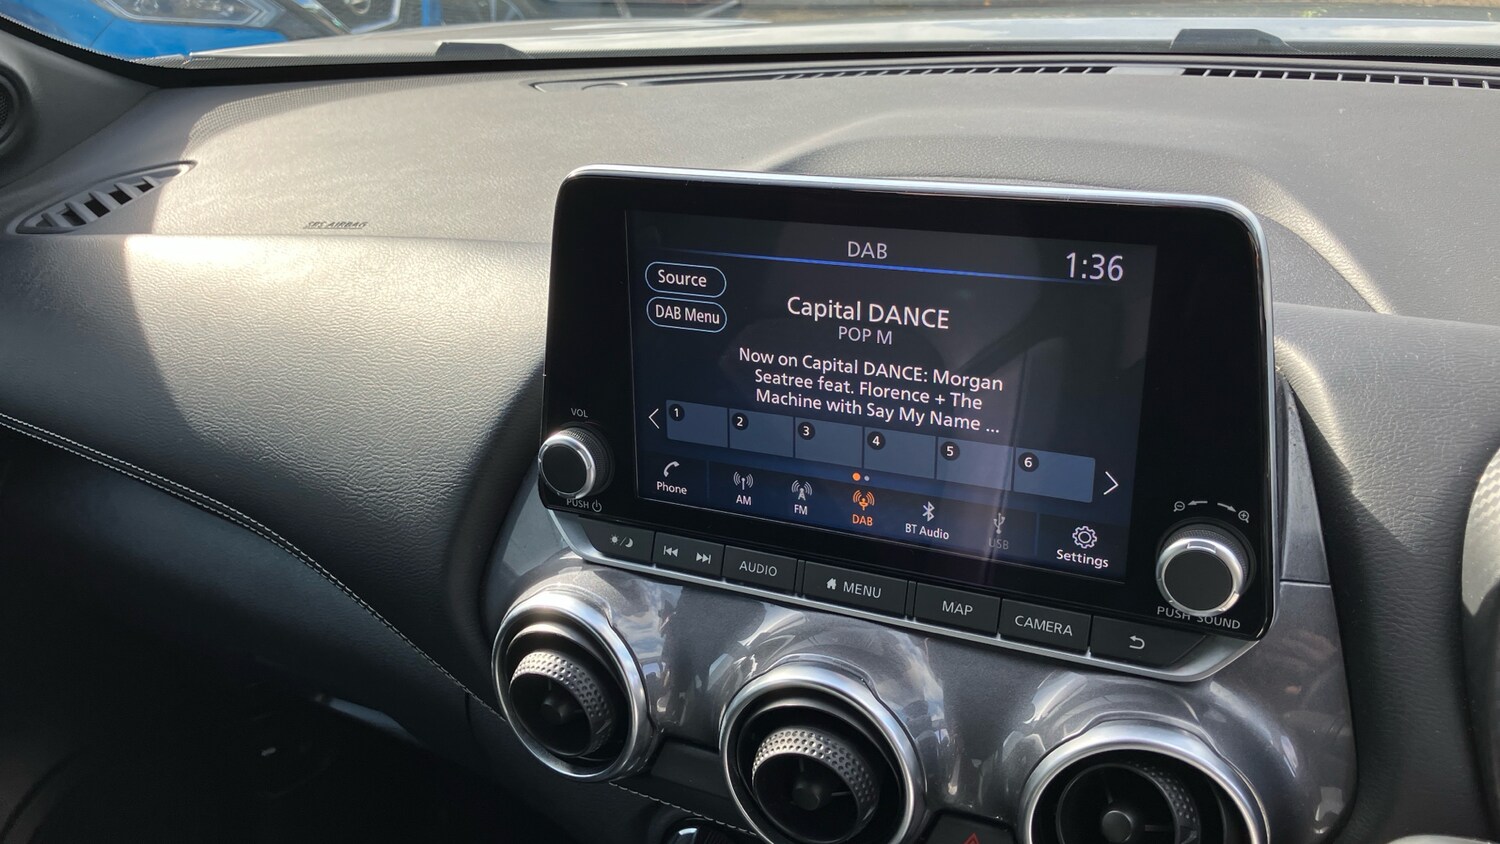 SRS AIRBAG
DAB
1:36
Source
DAB Menu
Capital DANCE
POP M
Now on Capital DANCE: Morgan
Seatree feat. Florence + The
Machine with Say My Name ...
1 2 3 4 5 6
Phone
AM
FM
DAB
BT Audio
USB
Settings
VOL
PUSH
AUDIO
MENU
MAP
CAMERA
PUSH SOUND